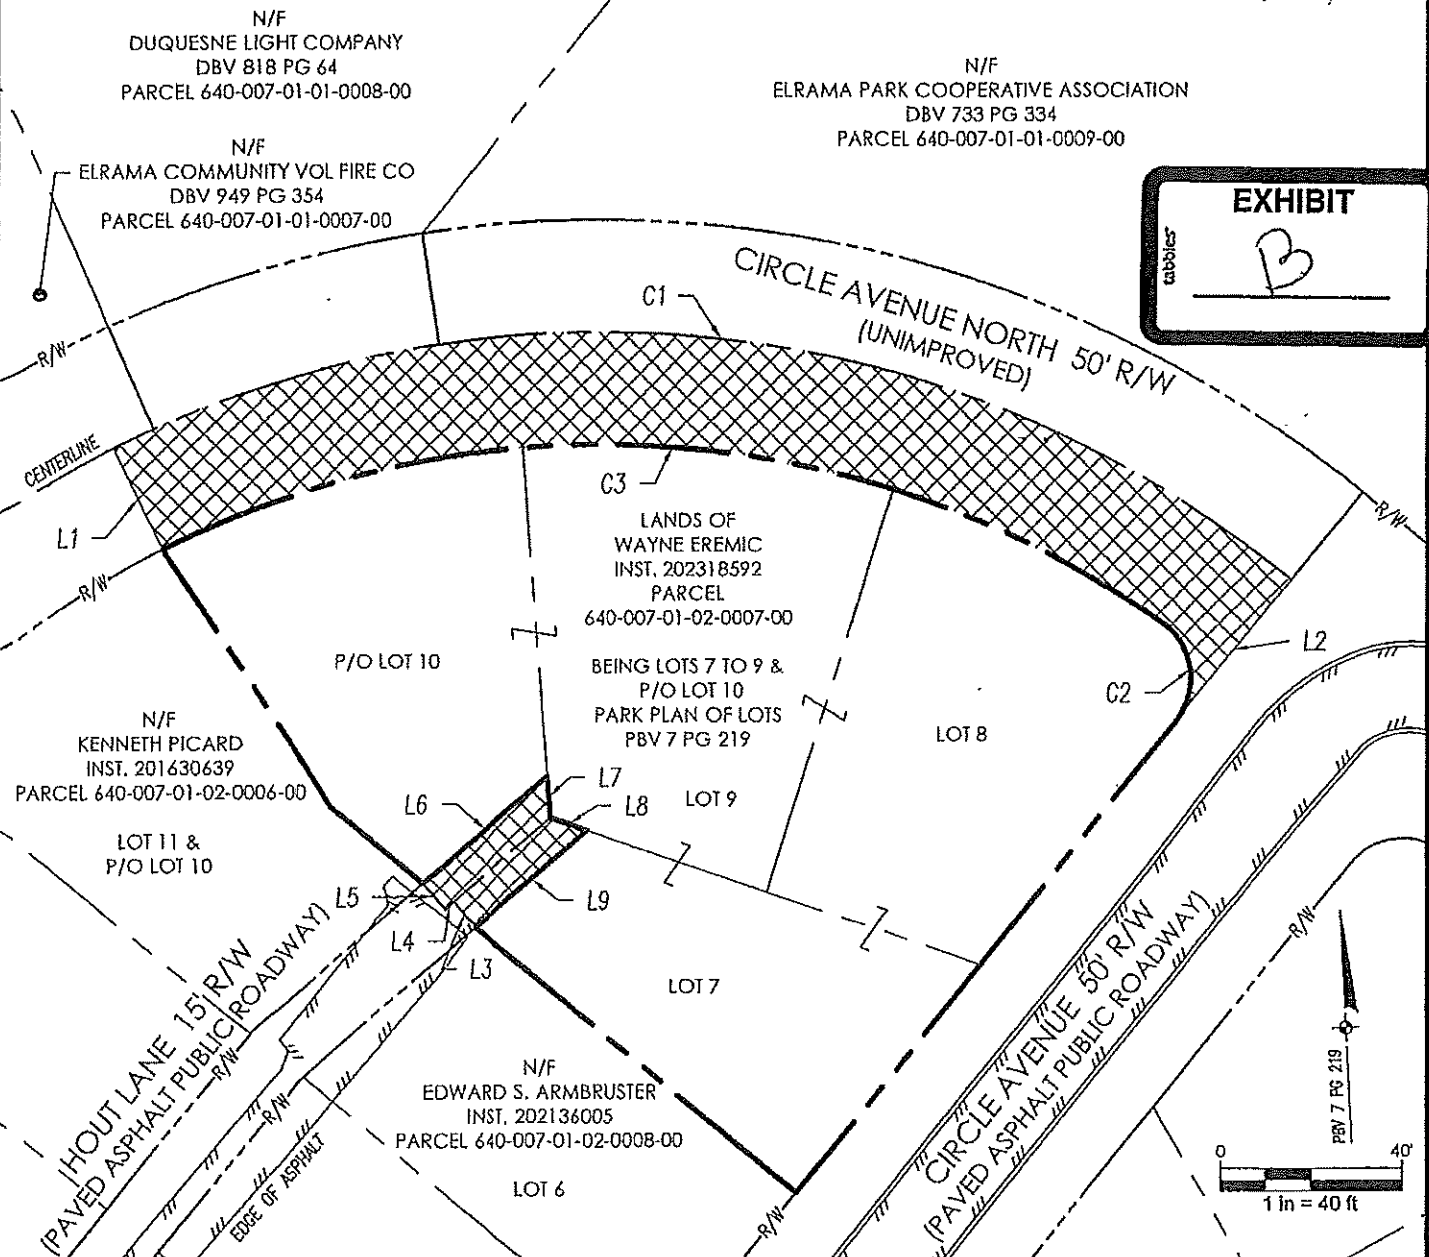 N/F
DUQUESNE LIGHT COMPANY
DBV 818 PG 64
PARCEL 640-007-01-01-0008-00
N/F
ELRAMA PARK COOPERATIVE ASSOCIATION
DBV 733 PG 334
PARCEL 640-007-01-01-0009-00
N/F
ELRAMA COMMUNITY VOL FIRE CO
DBV 949 PG 354
PARCEL 640-007-01-01-0007-00
EXHIBIT
B
tabbies
CIRCLE AVENUE NORTH 50' R/W
(UNIMPROVED)
C1
R/W
CENTERLINE
L1
R/W
C3
R/W
LANDS OF
WAYNE EREMIC
INST. 202318592
PARCEL
640-007-01-02-0007-00
BEING LOTS 7 TO 9 &
P/O LOT 10
PARK PLAN OF LOTS
PBV 7 PG 219
P/O LOT 10
L2
C2
LOT 8
N/F
KENNETH PICARD
INST. 201630639
PARCEL 640-007-01-02-0006-00
LOT 11 &
P/O LOT 10
L6
L7
L8
LOT 9
L5
L9
L4
L3
LOT 7
HOUT LANE 15' R/W
(PAVED ASPHALT PUBLIC ROADWAY)
R/W
R/W
EDGE OF ASPHALT
N/F
EDWARD S. ARMBRUSTER
INST. 202136005
PARCEL 640-007-01-02-0008-00
LOT 6
R/W
CIRCLE AVENUE 50' R/W
(PAVED ASPHALT PUBLIC ROADWAY)
R/W
PBV 7 PG 219
0 40'
1 in = 40 ft